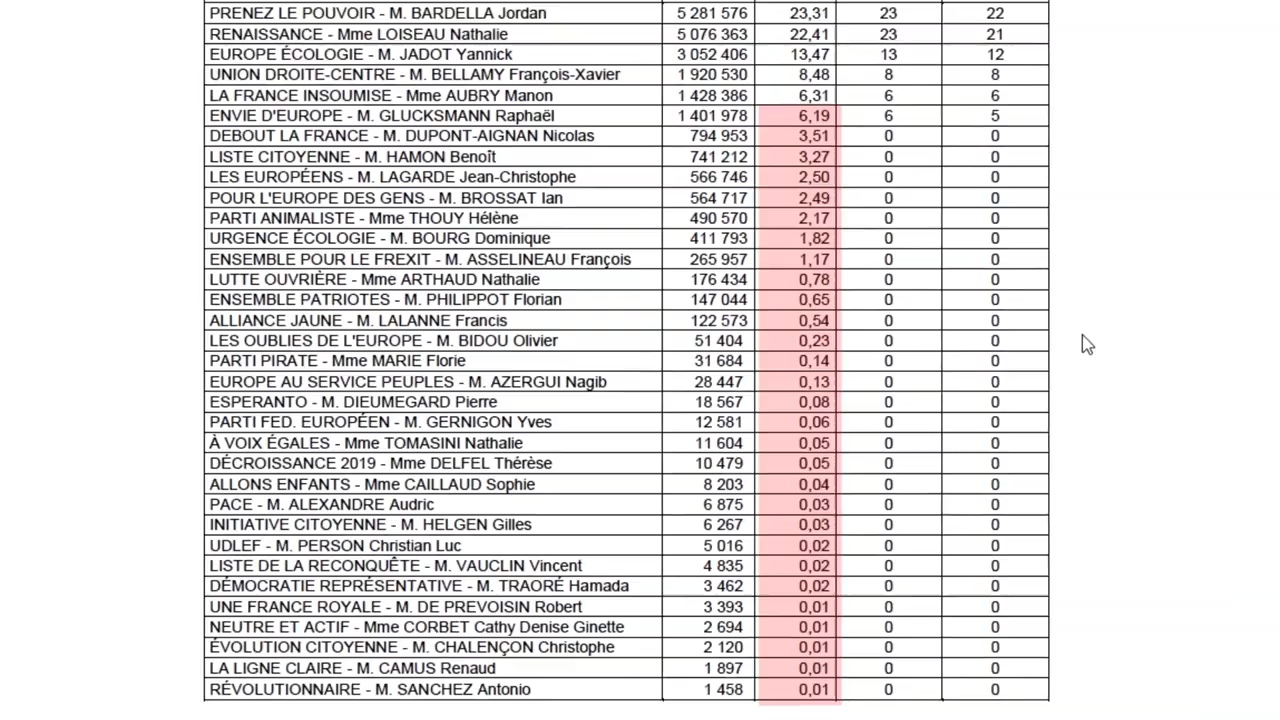 PRENEZ LE POUVOIR - M. BARDELLA Jordan 5 281 576 23,31 23 22
RENAISSANCE - Mme LOISEAU Nathalie 5 076 363 22,41 23 21
EUROPE ÉCOLOGIE - M. JADOT Yannick 3 052 406 13,47 13 12
UNION DROITE-CENTRE - M. BELLAMY François-Xavier 1 920 530 8,48 8 8
LA FRANCE INSOUMISE - Mme AUBRY Manon 1 428 386 6,31 6 6
ENVIE D'EUROPE - M. GLUCKSMANN Raphaël 1 401 978 6,19 6 5
DEBOUT LA FRANCE - M. DUPONT-AIGNAN Nicolas 794 953 3,51 0 0
LISTE CITOYENNE - M. HAMON Benoît 741 212 3,27 0 0
LES EUROPÉENS - M. LAGARDE Jean-Christophe 566 746 2,50 0 0
POUR L'EUROPE DES GENS - M. BROSSAT Ian 564 717 2,49 0 0
PARTI ANIMALISTE - Mme THOUY Hélène 490 570 2,17 0 0
URGENCE ÉCOLOGIE - M. BOURG Dominique 411 793 1,82 0 0
ENSEMBLE POUR LE FREXIT - M. ASSELINEAU François 265 957 1,17 0 0
LUTTE OUVRIÈRE - Mme ARTHAUD Nathalie 176 434 0,78 0 0
ENSEMBLE PATRIOTES - M. PHILIPPOT Florian 147 044 0,65 0 0
ALLIANCE JAUNE - M. LALANNE Francis 122 573 0,54 0 0
LES OUBLIES DE L'EUROPE - M. BIDOU Olivier 51 404 0,23 0 0
PARTI PIRATE - Mme MARIE Florie 31 684 0,14 0 0
EUROPE AU SERVICE PEUPLES - M. AZERGUI Nagib 28 447 0,13 0 0
ESPERANTO - M. DIEUMEGARD Pierre 18 567 0,08 0 0
PARTI FED. EUROPÉEN - M. GERNIGON Yves 12 581 0,06 0 0
À VOIX ÉGALES - Mme TOMASINI Nathalie 11 604 0,05 0 0
DÉCROISSANCE 2019 - Mme DELFEL Thérèse 10 479 0,05 0 0
ALLONS ENFANTS - Mme CAILLAUD Sophie 8 203 0,04 0 0
PACE - M. ALEXANDRE Audric 6 875 0,03 0 0
INITIATIVE CITOYENNE - M. HELGEN Gilles 6 267 0,03 0 0
UDLEF - M. PERSON Christian Luc 5 016 0,02 0 0
LISTE DE LA RECONQUÊTE - M. VAUCLIN Vincent 4 835 0,02 0 0
DÉMOCRATIE REPRÉSENTATIVE - M. TRAORÉ Hamada 3 462 0,02 0 0
UNE FRANCE ROYALE - M. DE PREVOISIN Robert 3 393 0,01 0 0
NEUTRE ET ACTIF - Mme CORBET Cathy Denise Ginette 2 694 0,01 0 0
ÉVOLUTION CITOYENNE - M. CHALENÇON Christophe 2 120 0,01 0 0
LA LIGNE CLAIRE - M. CAMUS Renaud 1 897 0,01 0 0
RÉVOLUTIONNAIRE - M. SANCHEZ Antonio 1 458 0,01 0 0